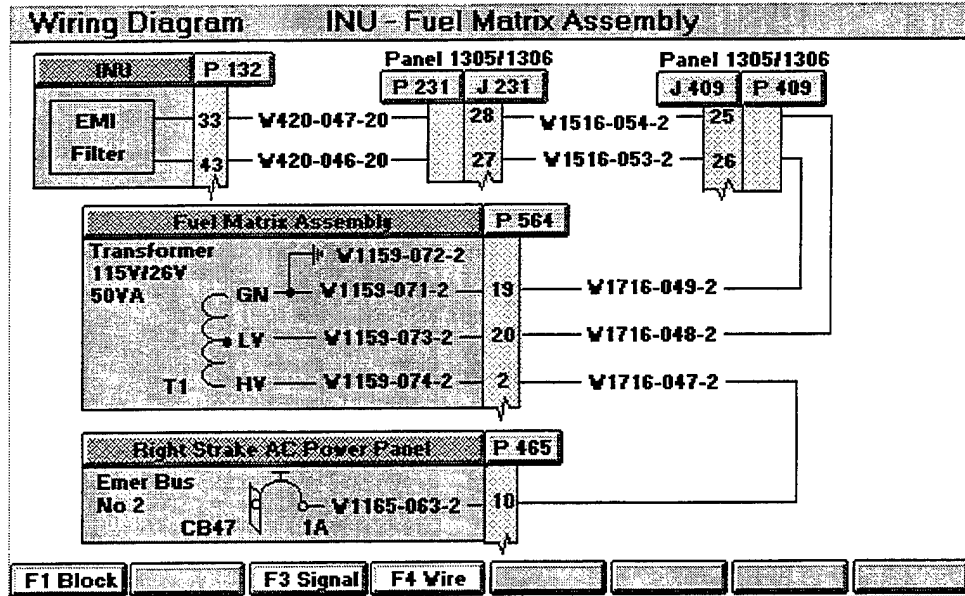 Wiring Diagram INU - Fuel Matrix Assembly
Panel 1305/1306 Panel 1305/1306
INU P 132 P 231 J 231 J 409 P 409
EMI Filter
33 W420-047-20 28 W1516-054-2 25
43 W420-046-20 27 W1516-053-2 26
Fuel Matrix Assembly P 564
Transformer
115V/26V
50VA
W1159-072-2
GN W1159-071-2 19 W1716-049-2
LV W1159-073-2 20 W1716-048-2
T1 HV W1159-074-2 2 W1716-047-2
Right Strake AC Power Panel P 465
Emer Bus
No 2 W1165-063-2 10
CB47 1A
F1 Block F3 Signal F4 Wire